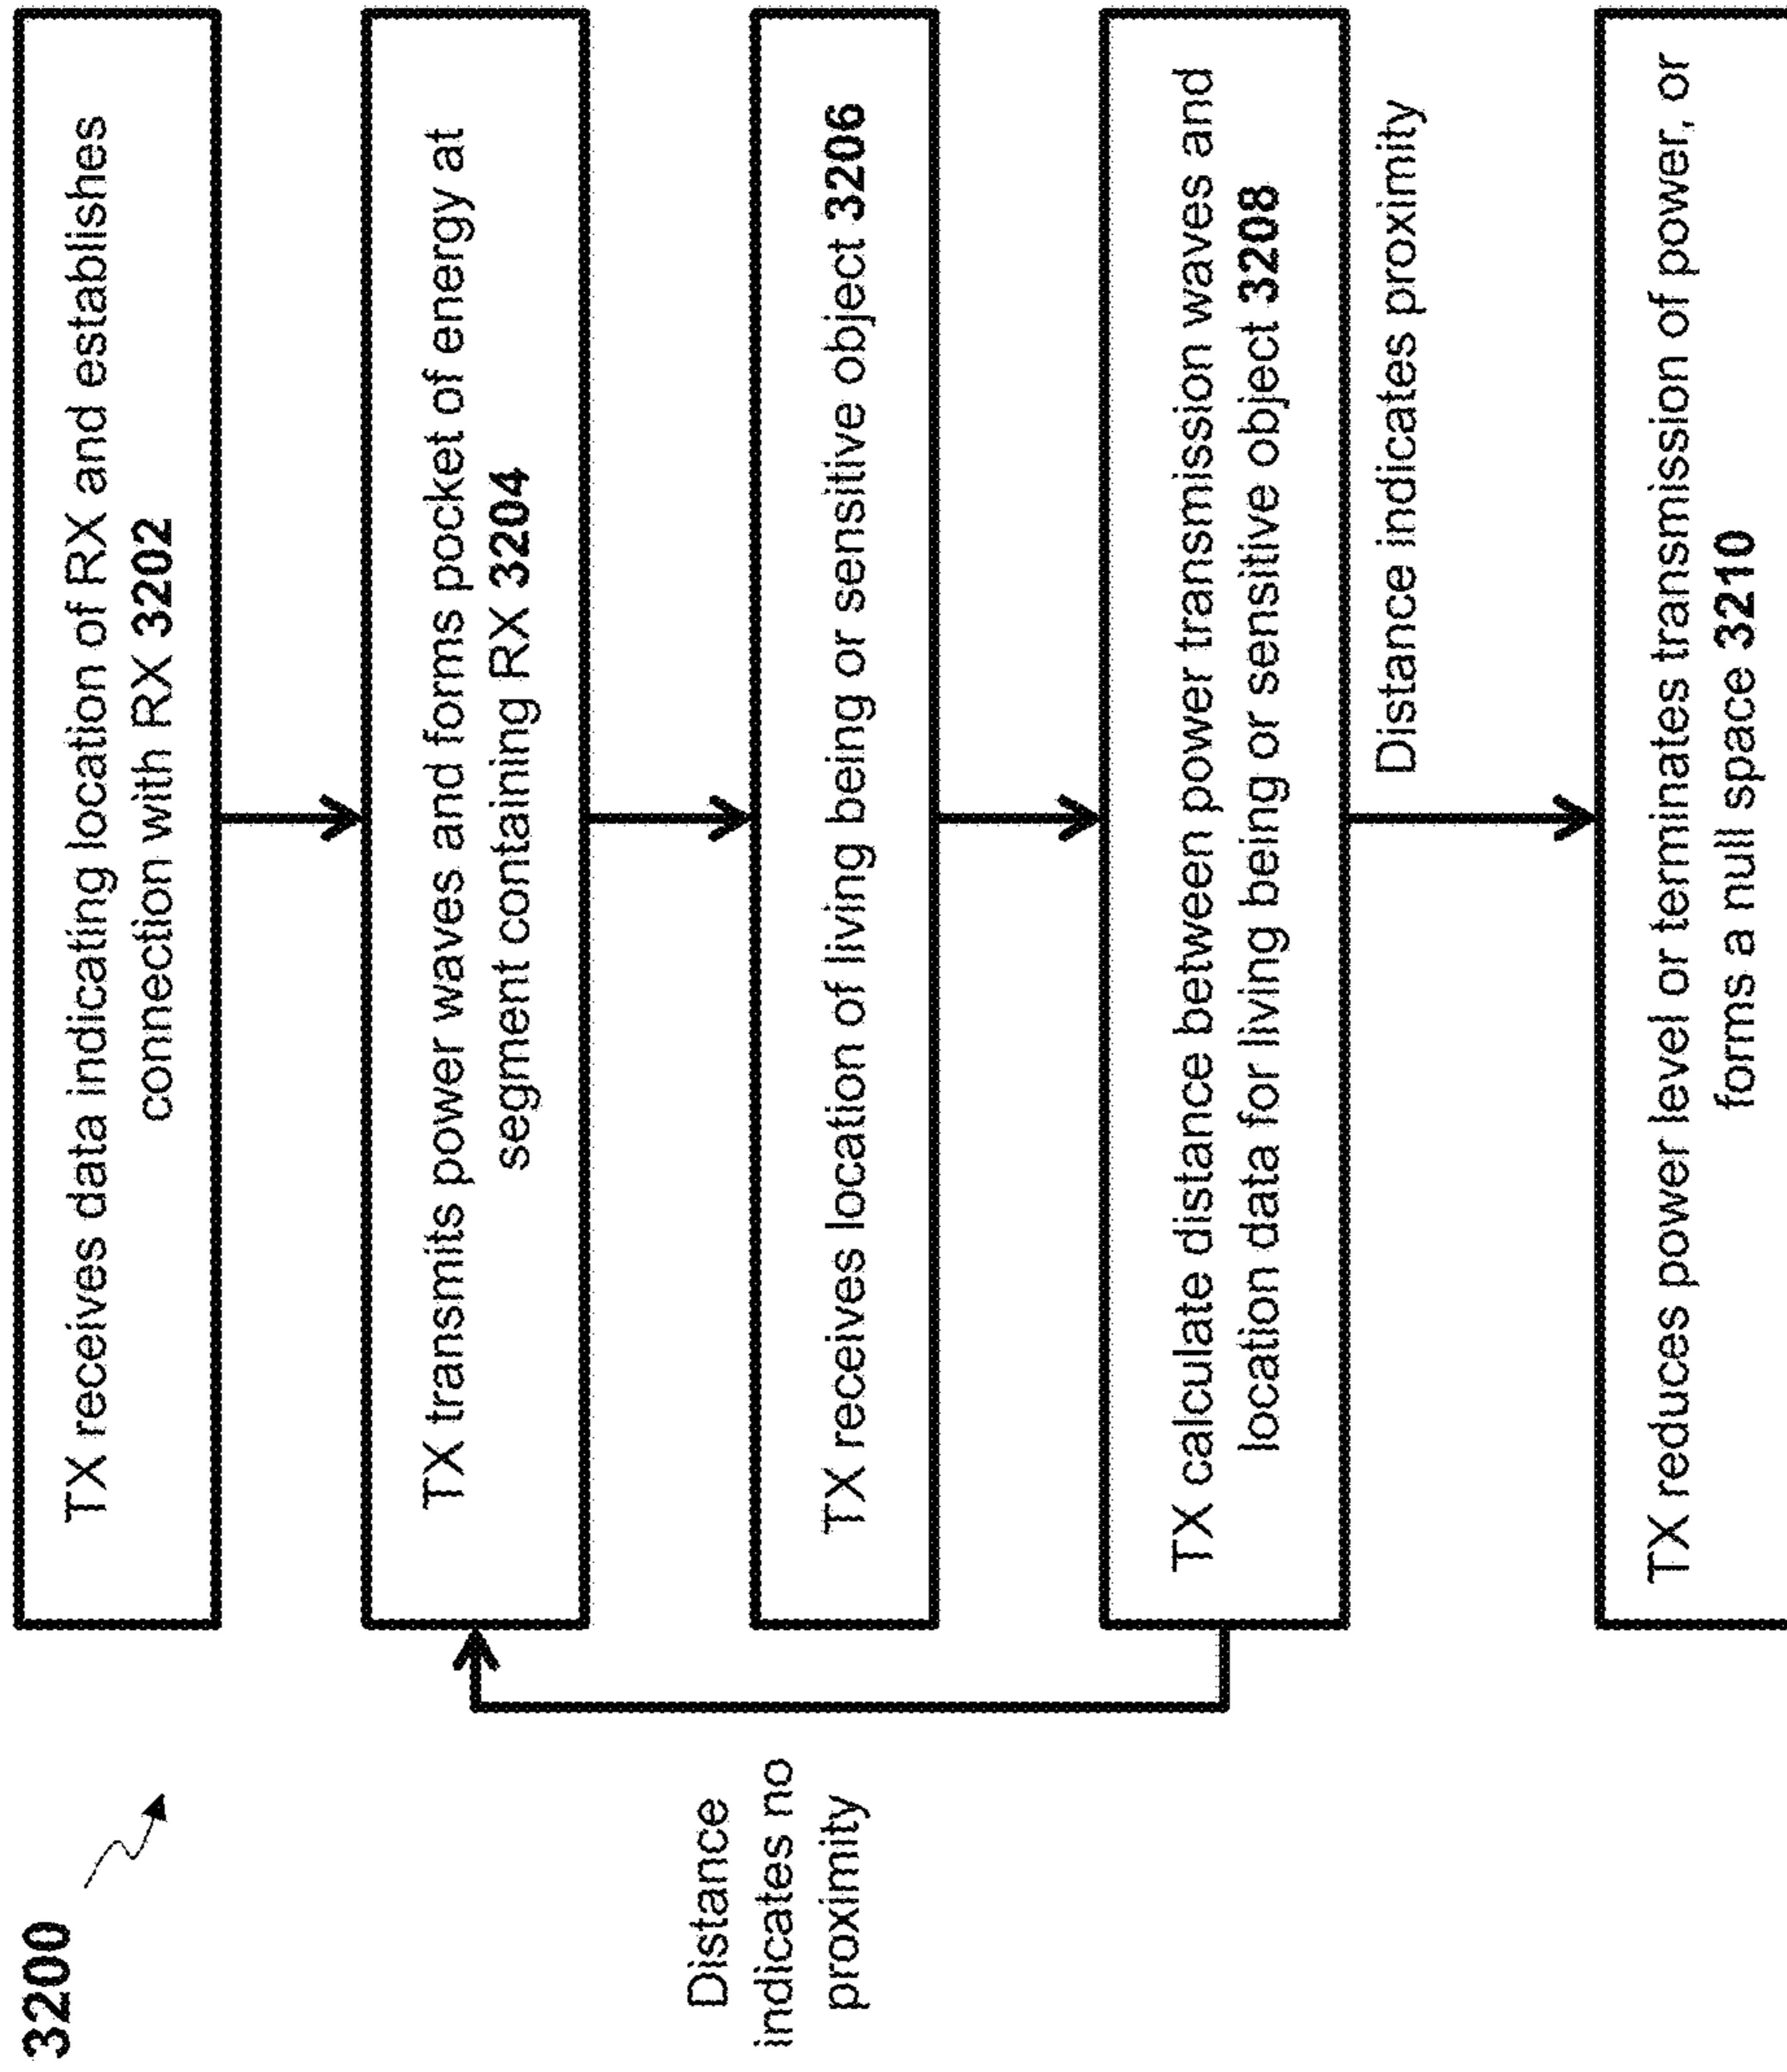 3200
TX receives data indicating location of RX and establishes
connection with RX 3202
TX transmits power waves and forms pocket of energy at
segment containing RX 3204
Distance
indicates no
proximity
TX receives location of living being or sensitive object 3206
TX calculate distance between power transmission waves and
location data for living being or sensitive object 3208
Distance indicates proximity
TX reduces power level or terminates transmission of power, or
forms a null space 3210